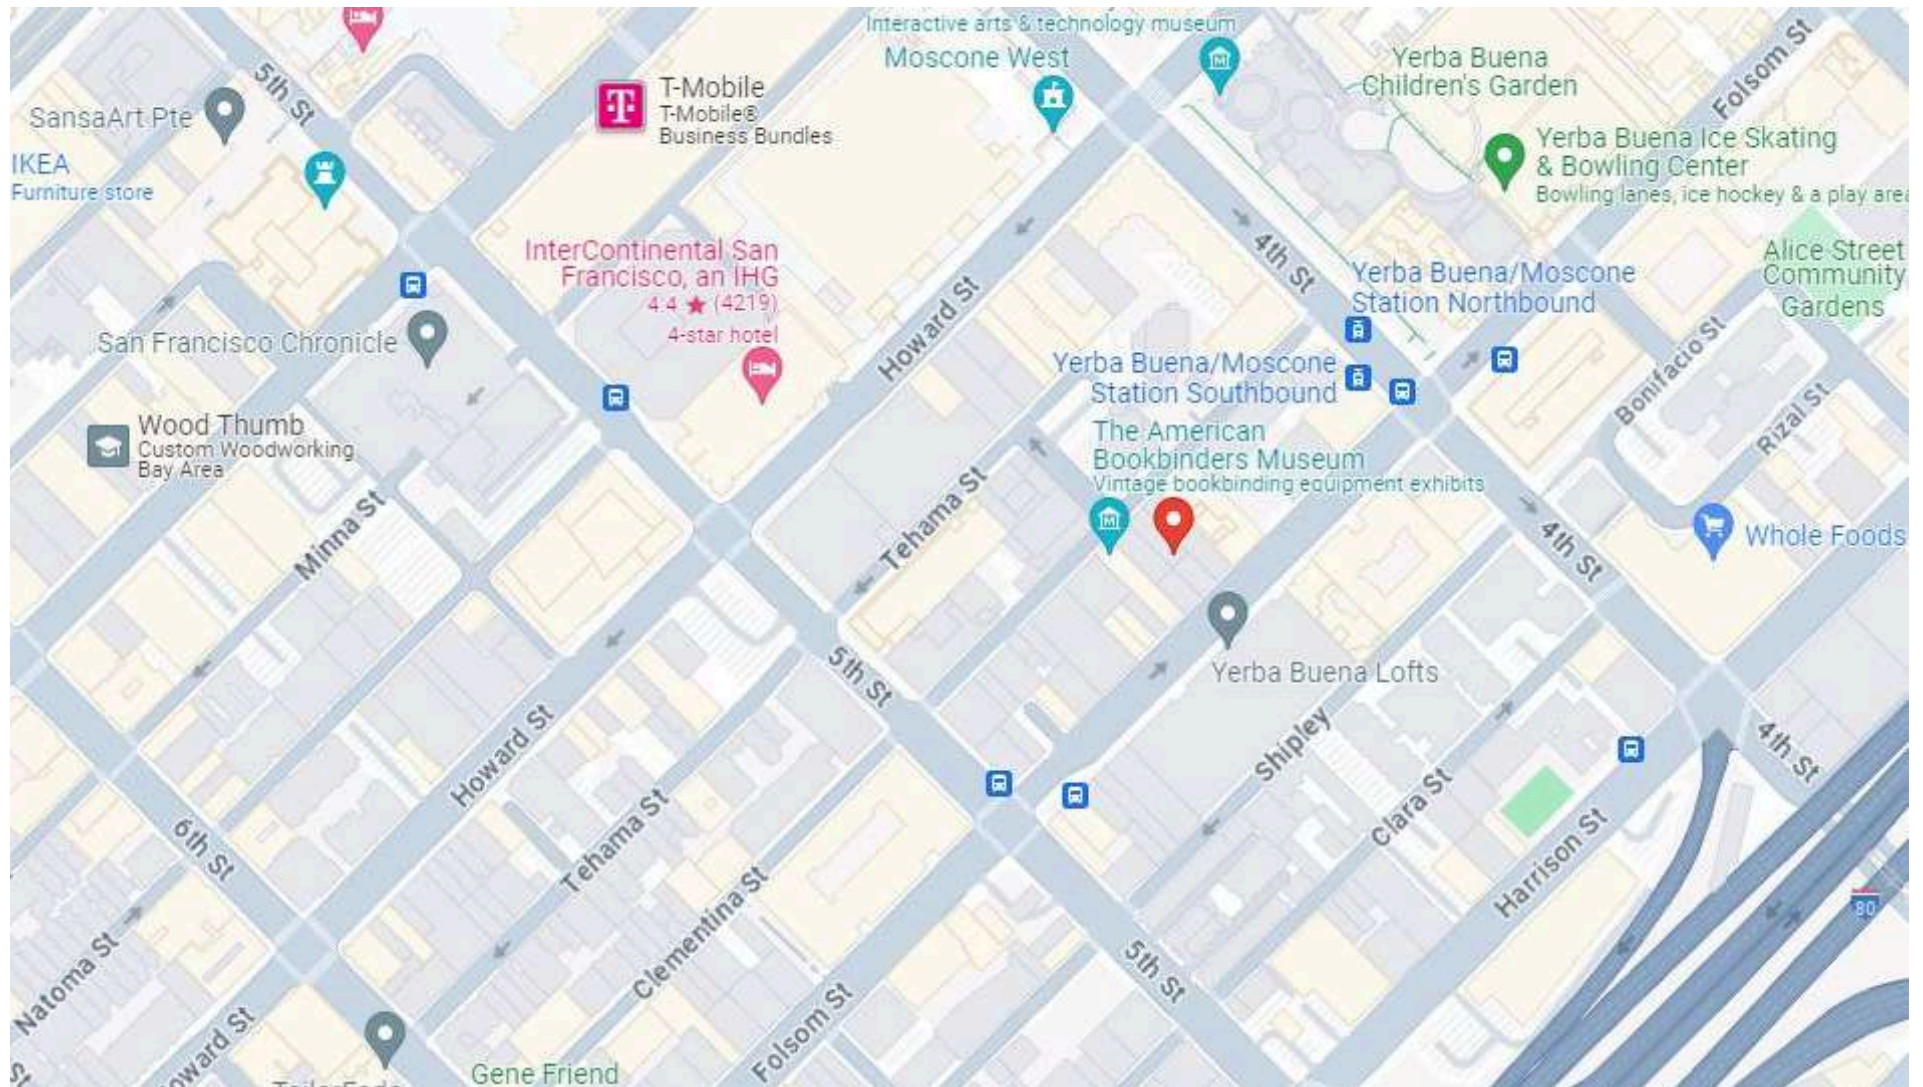 Interactive arts & technology museum
Moscone West
Yerba Buena
Children's Garden
Folsom St
5th St
T-Mobile
T-Mobile®
Business Bundles
SansaArt Pte
Yerba Buena Ice Skating
& Bowling Center
Bowling lanes, ice hockey & a play area
IKEA
Furniture store
InterContinental San
Francisco, an IHG
4.4 ★ (4219)
4-star hotel
4th St
Alice Street
Community
Gardens
Yerba Buena/Moscone
Station Northbound
San Francisco Chronicle
Howard St
Yerba Buena/Moscone
Station Southbound
Bonifacio St
Rizal St
Wood Thumb
Custom Woodworking
Bay Area
The American
Bookbinders Museum
Vintage bookbinding equipment exhibits
Minna St
Tehama St
4th St
Whole Foods
5th St
Yerba Buena Lofts
Howard St
Shipley
4th St
6th St
Tehama St
Clara St
Harrison St
80
Clementina St
Natoma St
5th St
Folsom St
oward St
St
Gene Friend